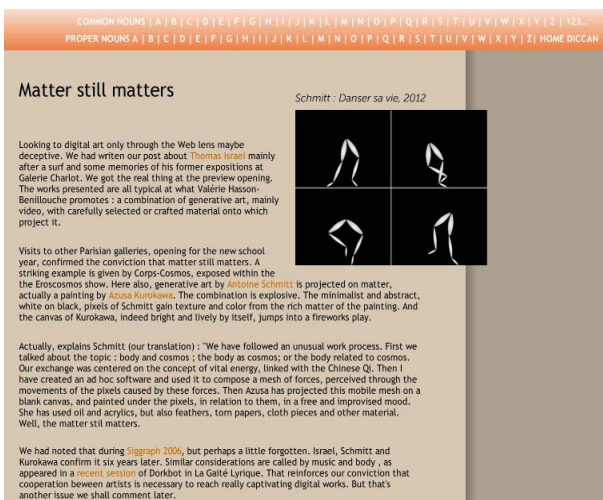 COMMON NOUNS | A | B | C | D | E | F | G | H | I | J | K | L | M | N | O | P | Q | R | S | T | U | V | W | X | Y | Z | 123...
PROPER NOUNS A | B | C | D | E | F | G | H | I | J | K | L | M | N | O | P | Q | R | S | T | U | V | W | X | Y | Z| HOME DICCAN
Matter still matters
Schmitt : Danser sa vie, 2012
Looking to digital art only through the Web lens maybe
deceptive. We had writen our post about Thomas Israel mainly
after a surf and some memories of his former expositions at
Galerie Charlot. We got the real thing at the preview opening.
The works presented are all typical at what Valérie Hasson-
Benillouche promotes : a combination of generative art, mainly
video, with carefully selected or crafted material onto which
project it.
Visits to other Parisian galleries, opening for the new school
year, confirmed the conviction that matter still matters. A
striking example is given by Corps-Cosmos, exposed within the
the Eroscosmos show. Here also, generative art by Antoine Schmitt is projected on matter,
actually a painting by Azusa Kurokawa. The combination is explosive. The minimalist and abstract,
white on black, pixels of Schmitt gain texture and color from the rich matter of the painting. And
the canvas of Kurokawa, indeed bright and lively by itself, jumps into a fireworks play.
Actually, explains Schmitt (our translation) : "We have followed an unusual work process. First we
talked about the topic : body and cosmos ; the body as cosmos; or the body related to cosmos.
Our exchange was centered on the concept of vital energy, linked with the Chinese Qi. Then I
have created an ad hoc software and used it to compose a mesh of forces, perceived through the
movements of the pixels caused by these forces. Then Azusa has projected this mobile mesh on a
blank canvas, and painted under the pixels, in relation to them, in a free and improvised mood.
She has used oil and acrylics, but also feathers, torn papers, cloth pieces and other material.
Well, the matter stil matters.
We had noted that during Siggraph 2006, but perhaps a little forgotten. Israel, Schmitt and
Kurokawa confirm it six years later. Similar considerations are called by music and body , as
appeared in a recent session of Dorkbot in La Gaité Lyrique. That reinforces our conviction that
cooperation beween artists is necessary to reach really captivating digital works. But that's
another issue we shall comment later.